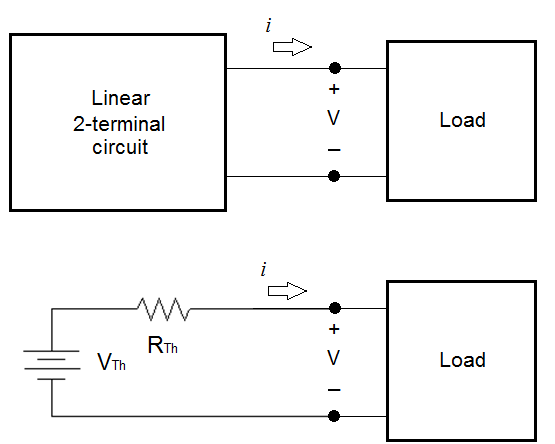 i
Linear
2-terminal
circuit
+
V
–
Load
i
+
V
–
RTh
VTh
Load